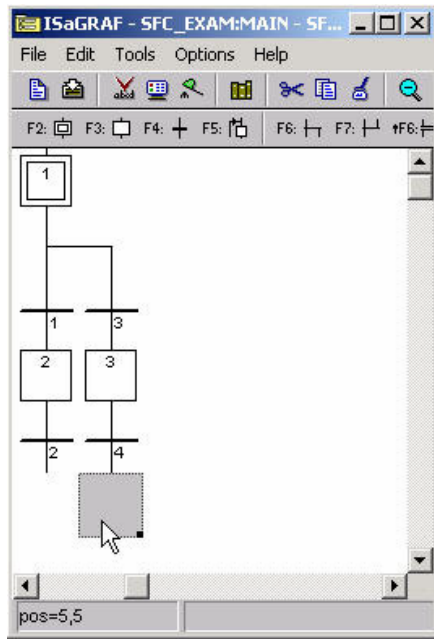 ISaGRAF - SFC_EXAM:MAIN - SF...
File Edit Tools Options Help
F2: F3: F4: F5: F6: F7: F6:
1
1 3
2 3
2 4
pos=5,5